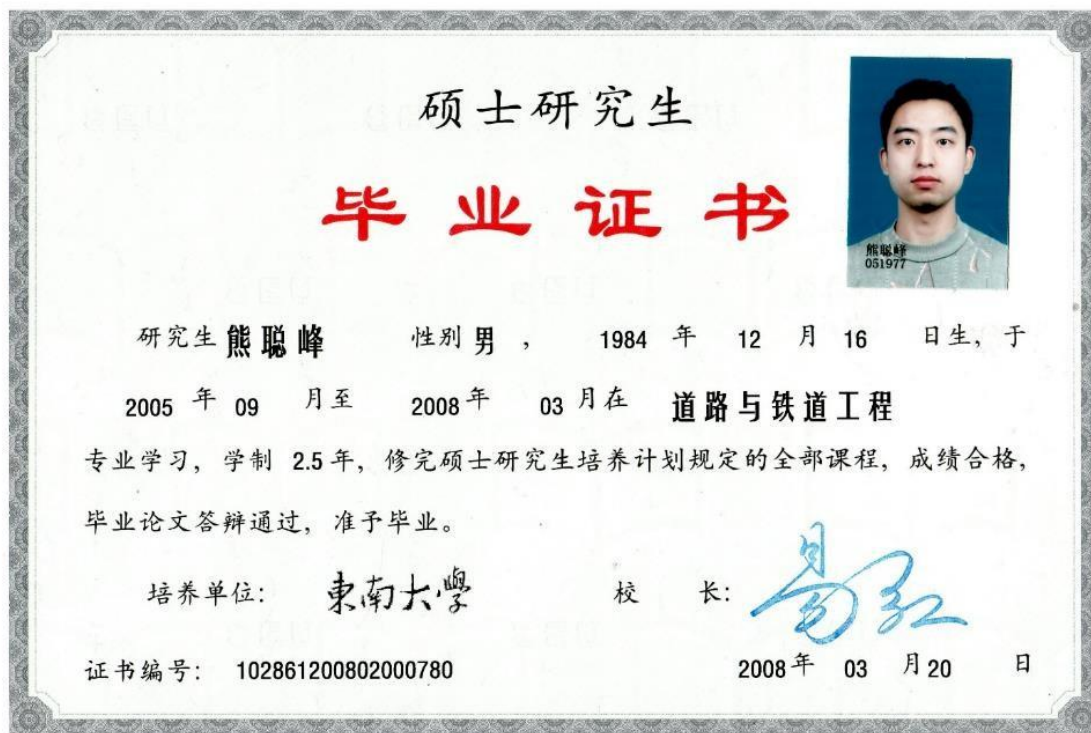 硕士研究生
毕业证书
熊聪峰
051977
研究生 熊聪峰 性别 男 , 1984 年 12 月 16 日生, 于
2005 年 09 月至 2008 年 03 月在 道路与铁道工程
专业学习, 学制 2.5 年, 修完硕士研究生培养计划规定的全部课程, 成绩合格,
毕业论文答辩通过, 准予毕业。
培养单位: 東南大學 校 长: 易红
证书编号: 102861200802000780 2008 年 03 月 20 日